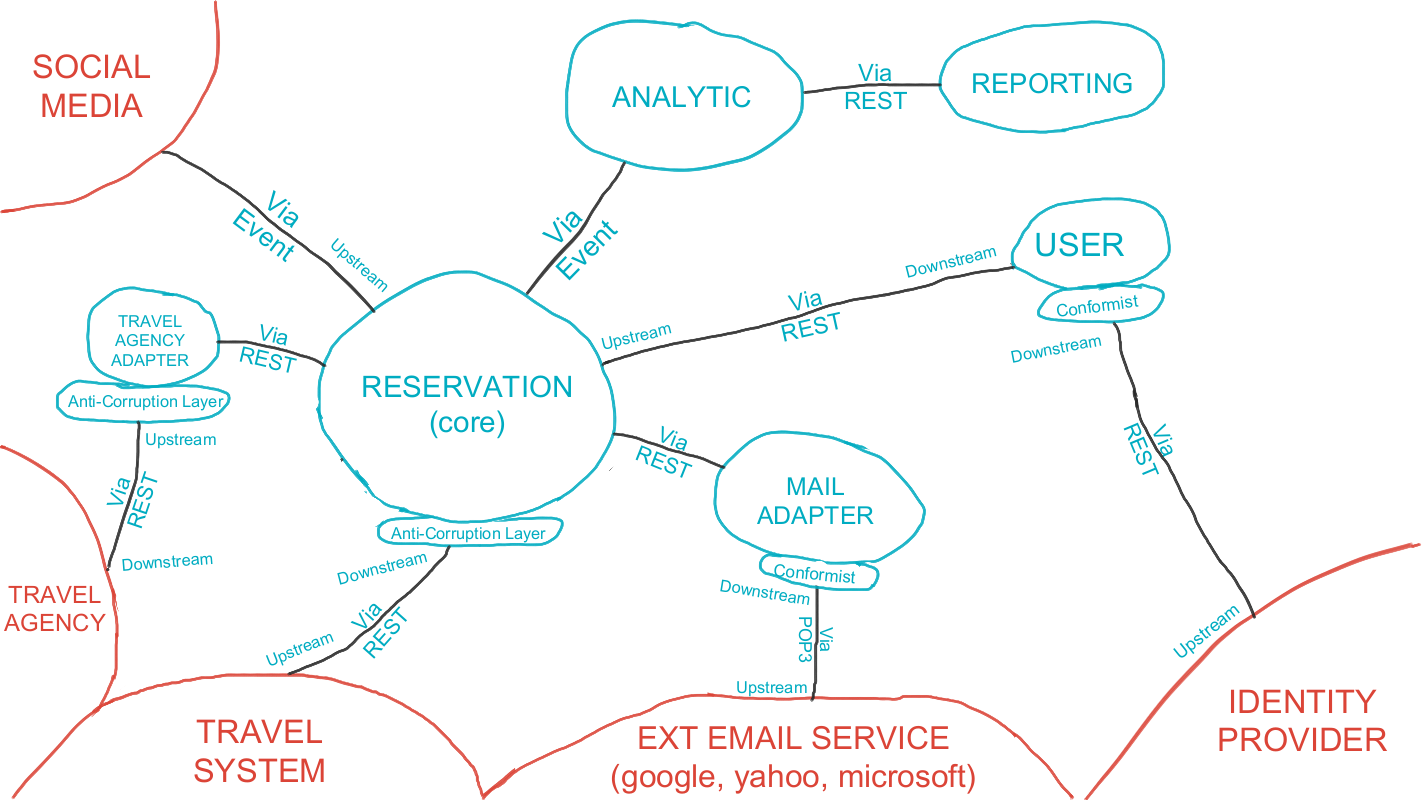 SOCIAL
MEDIA
ANALYTIC
Via
REST
REPORTING
Via
Event
Upstream
Via
Event
USER
Conformist
Downstream
Via
REST
Upstream
Downstream
Via
REST
TRAVEL
AGENCY
ADAPTER
Anti-Corruption Layer
Via
REST
RESERVATION
(core)
Anti-Corruption Layer
Via
REST
MAIL
ADAPTER
Conformist
Upstream
Via
REST
Downstream
TRAVEL
AGENCY
Downstream
Via
REST
Upstream
Downstream
Via
POP3
Upstream
Upstream
TRAVEL
SYSTEM
EXT EMAIL SERVICE
(google, yahoo, microsoft)
IDENTITY
PROVIDER